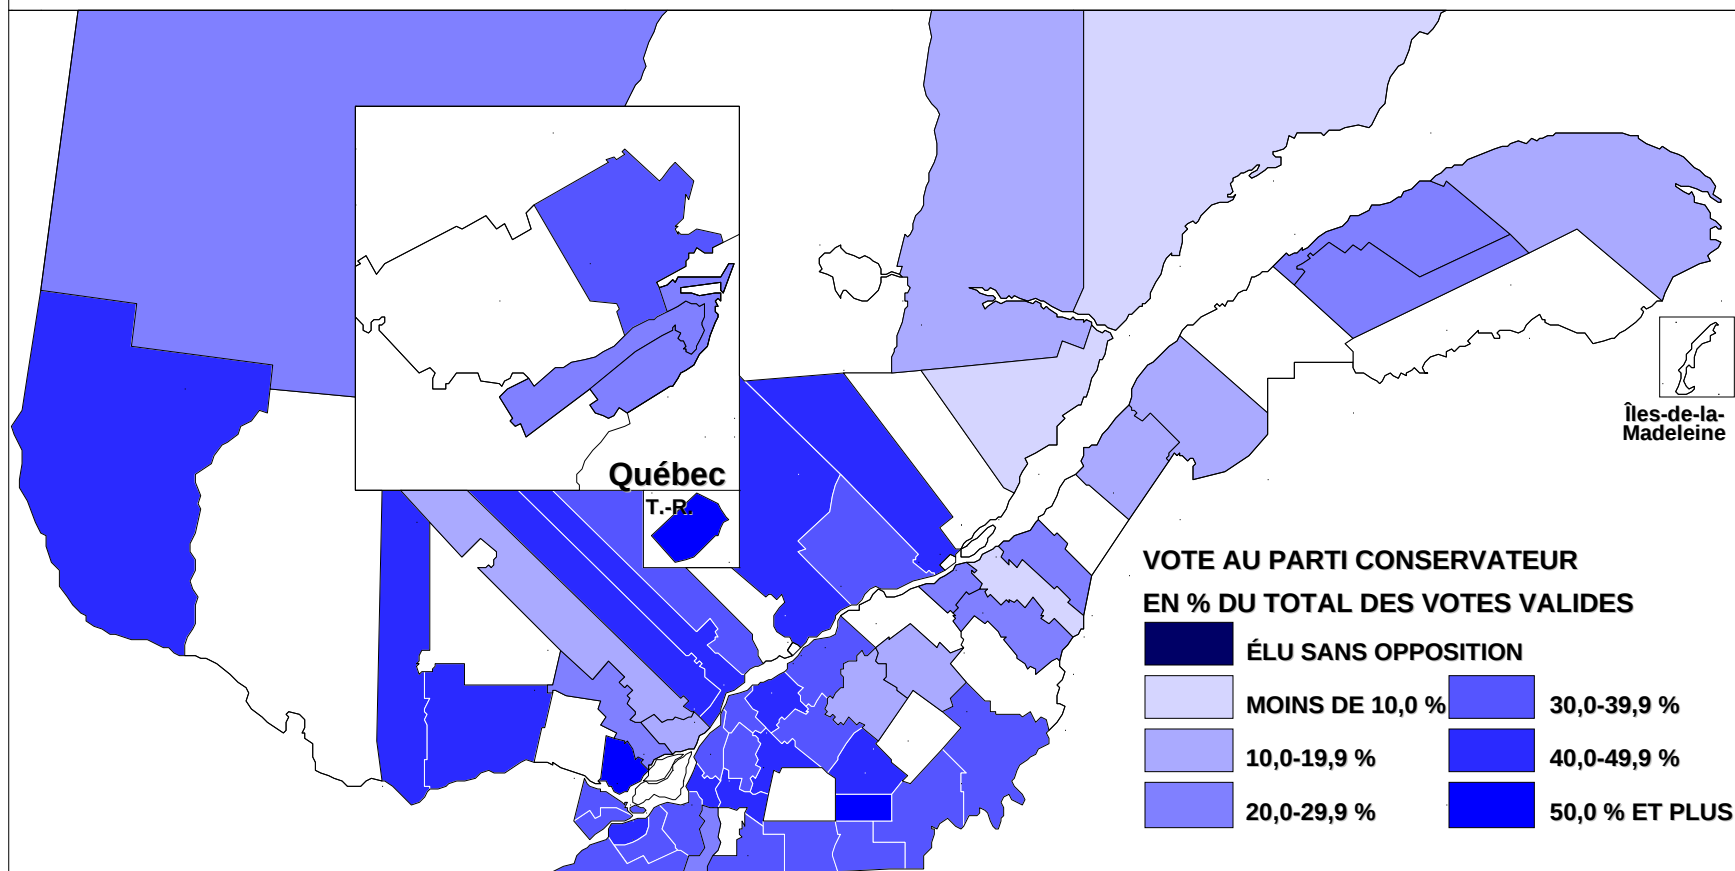 Québec
T.-R.
Îles-de-la-
Madeleine
VOTE AU PARTI CONSERVATEUR
EN % DU TOTAL DES VOTES VALIDES
ÉLU SANS OPPOSITION
MOINS DE 10,0 %
30,0-39,9 %
10,0-19,9 %
40,0-49,9 %
20,0-29,9 %
50,0 % ET PLUS